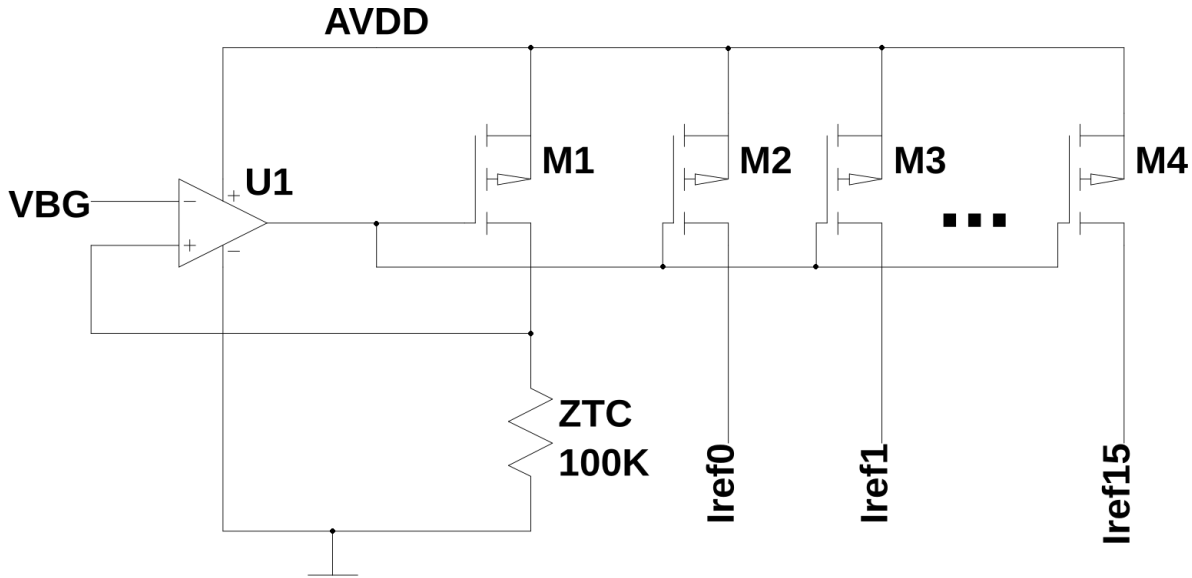 AVDD
M1
M2
M3
M4
U1
VBG
ZTC
100K
Iref0
Iref1
Iref15